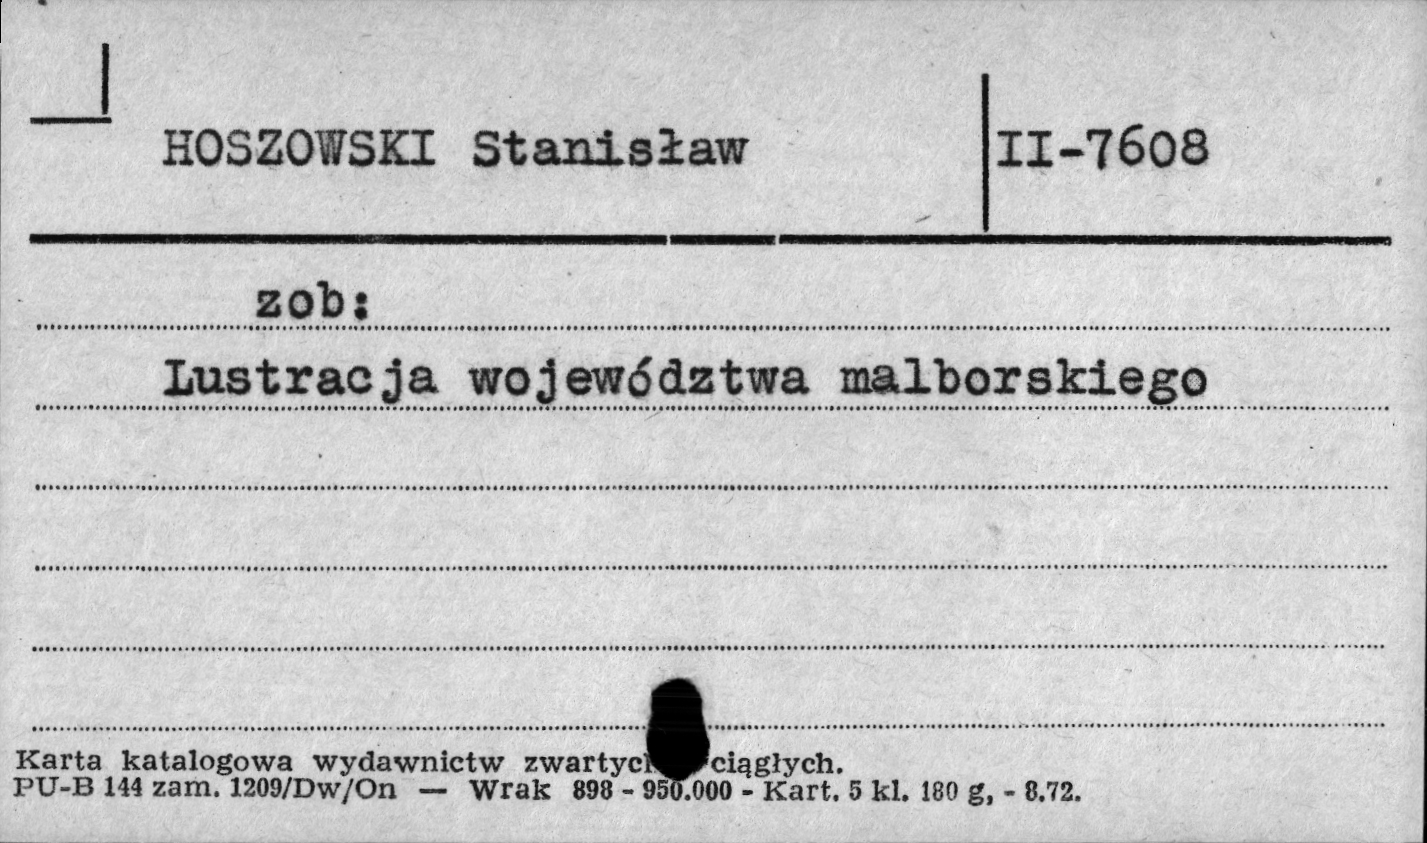 HOSZOWSKI Stanisław II-7608
zob:
Lustracja województwa malborskiego
Karta katalogowa wydawnictw zwartych ciągłych.
PU-B 144 zam. 1209/Dw/On — Wrak 898 - 950.000 - Kart. 5 kl. 180 g, - 8.72.